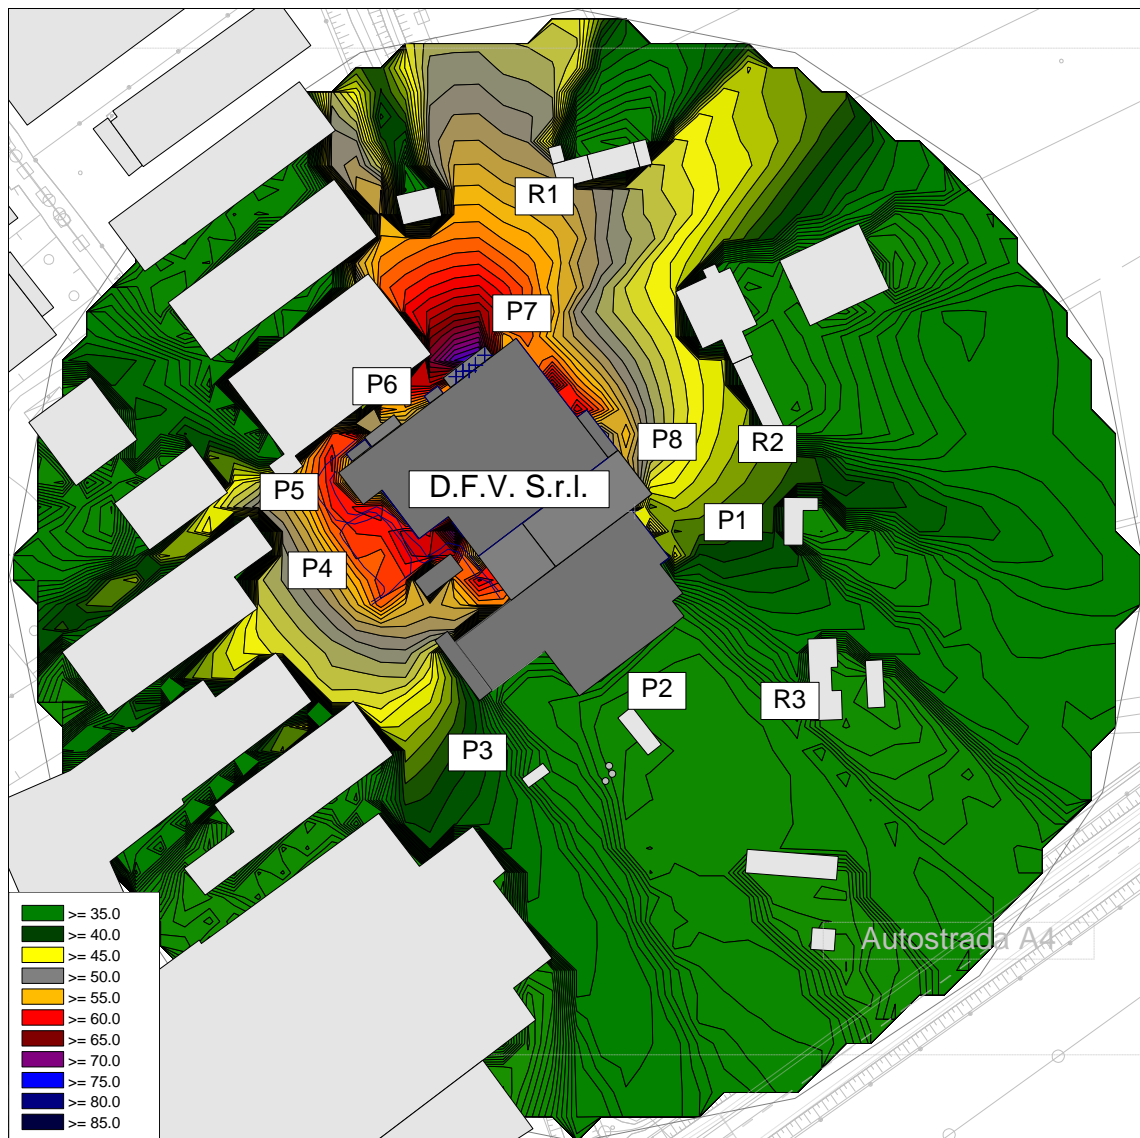 R1
P7
P6
P8
R2
D.F.V. S.r.l.
P5
P1
P4
P2
R3
P3
Autostrada A4
>= 35.0
>= 40.0
>= 45.0
>= 50.0
>= 55.0
>= 60.0
>= 65.0
>= 70.0
>= 75.0
>= 80.0
>= 85.0